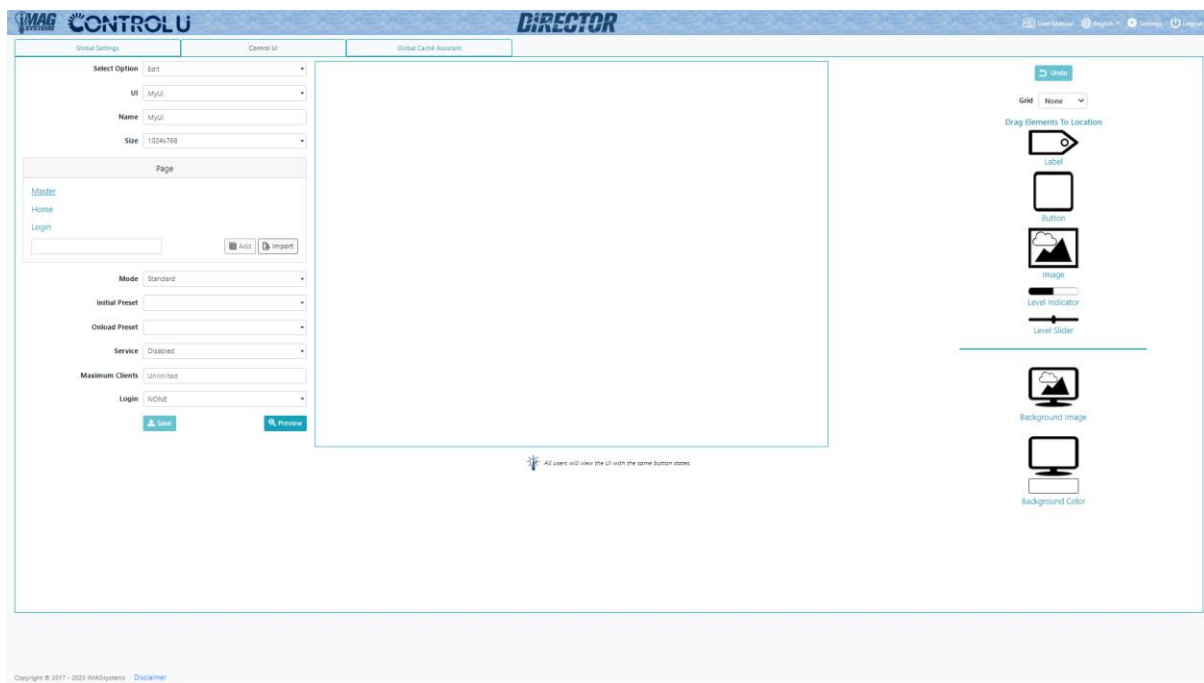 iMAG SYSTEMS CONTROLU DiRECTOR User Manual English Settings Logout
Global Settings Control UI Global Caché Assistant
Select Option Edit
UI MyUI
Name MyUI
Size 1024x768
Page
Master
Home
Login
Add Import
Mode Standard
Initial Preset
Onload Preset
Service Disabled
Maximum Clients Unlimited
Login NONE
Save Preview
All users will view the UI with the same button states.
Undo
Grid None
Drag Elements To Location
Label
Button
Image
Level Indicator
Level Slider
Background Image
Background Color
Copyright © 2017 - 2023 iMAGsystems Disclaimer